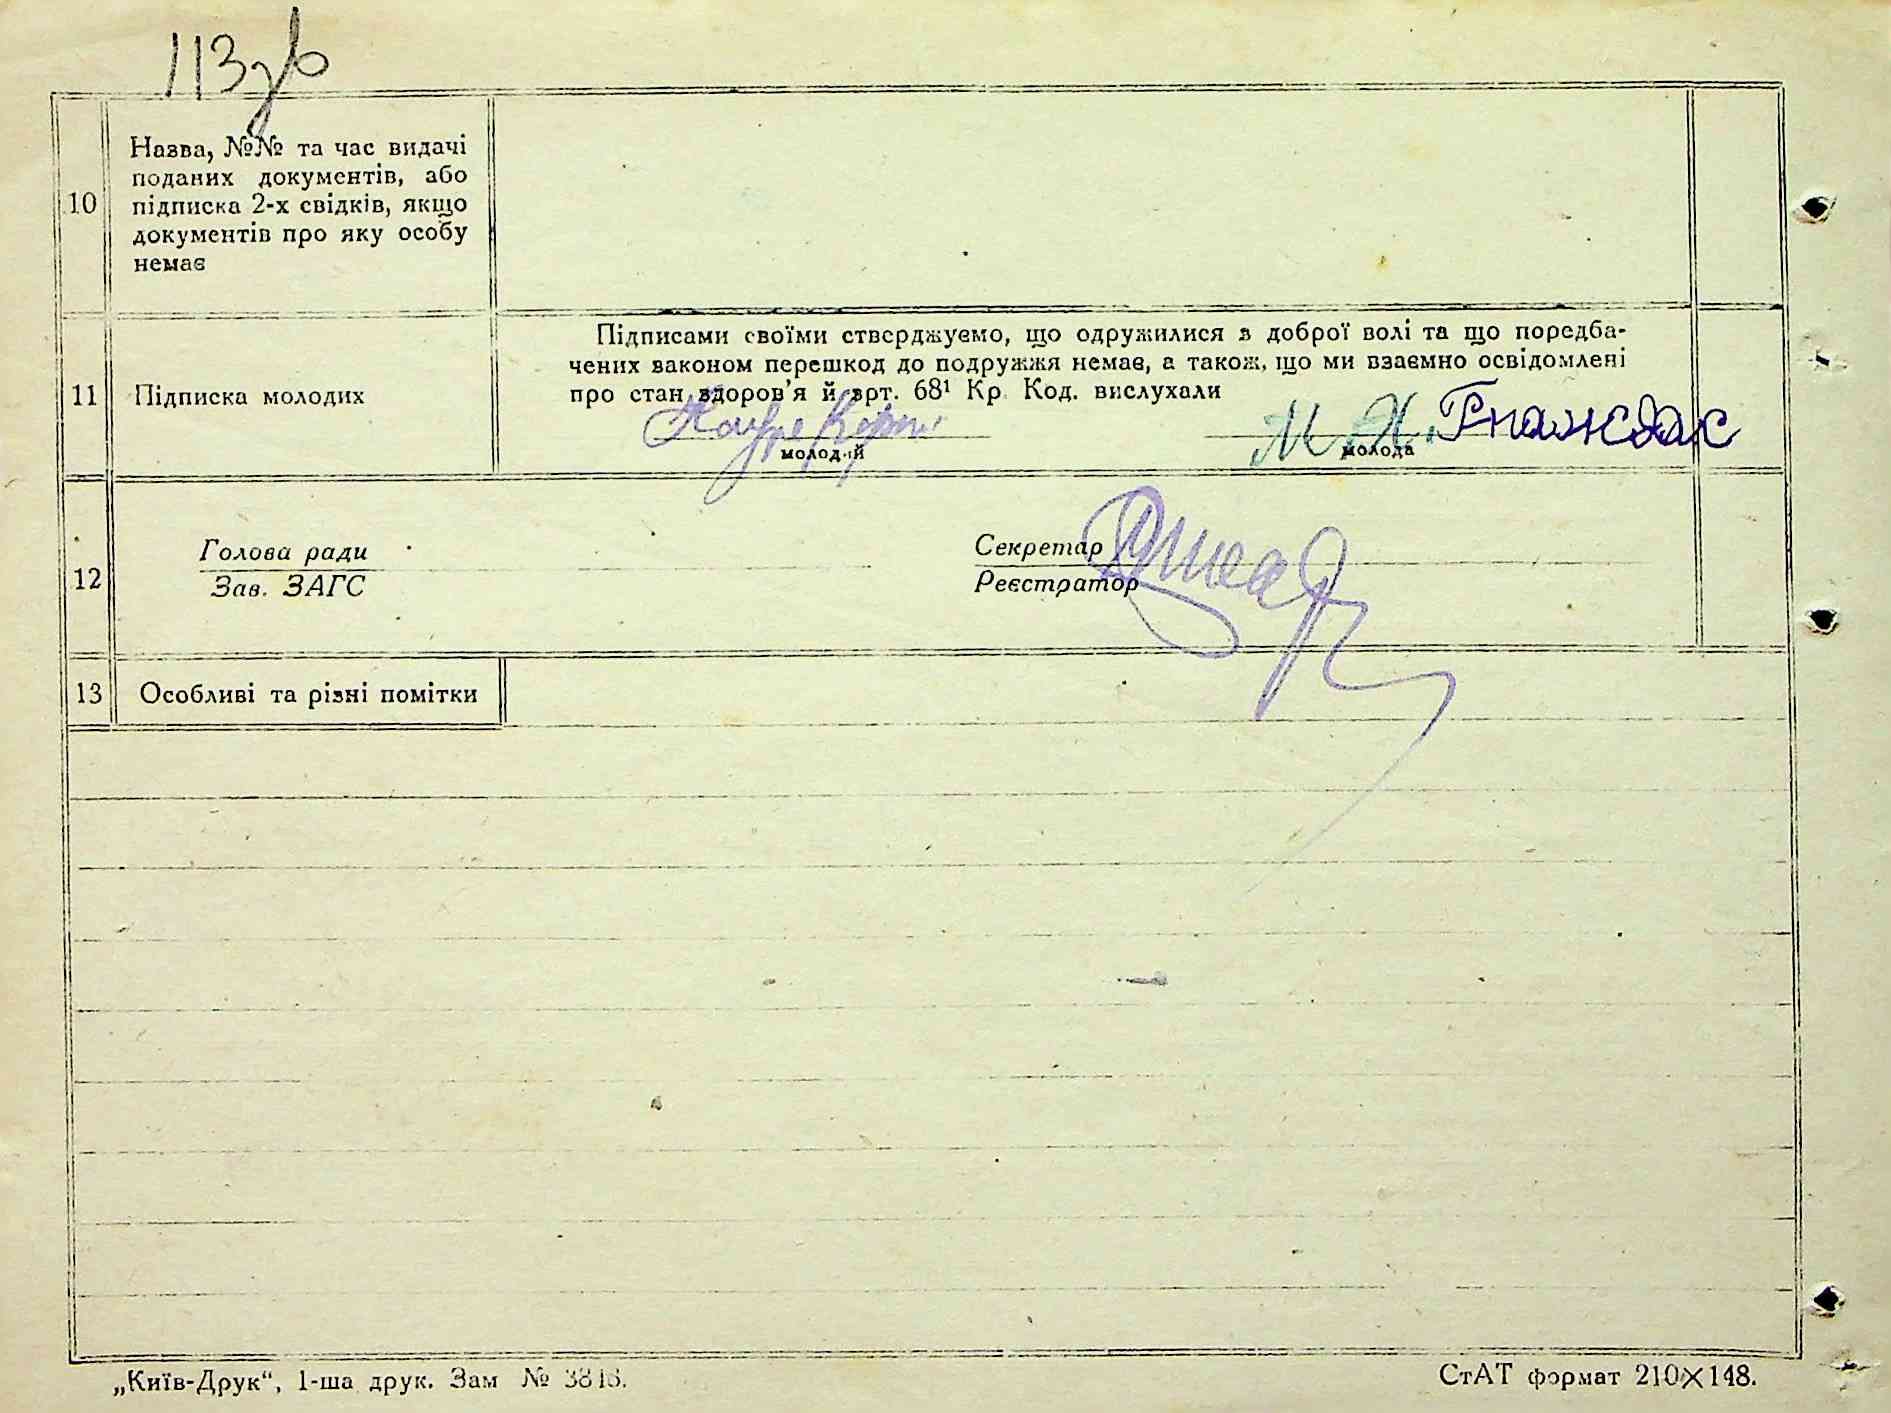 113зв
Назва, №№ та час видачі
поданих документів, або
10
підписка 2-х свідків, якщо
документів про яку особу
немає
Підписами своїми стверджуємо, що одружилися з доброї волі та що поредба-
чених законом перешкод до подружжя немає, а також, що ми взаємно освідомлені
11 Підписка молодих
про стан здоров'я й арт. 68¹ Кр. Код. вислухали
М. Я. Гнаждак
молодий молода
Голова ради Секретар
12
Зав. ЗАГС Реєстратор
13 Особливі та різні помітки
„Київ-Друк“, 1-ша друк. Зам № 3816. СтАТ формат 210×148.